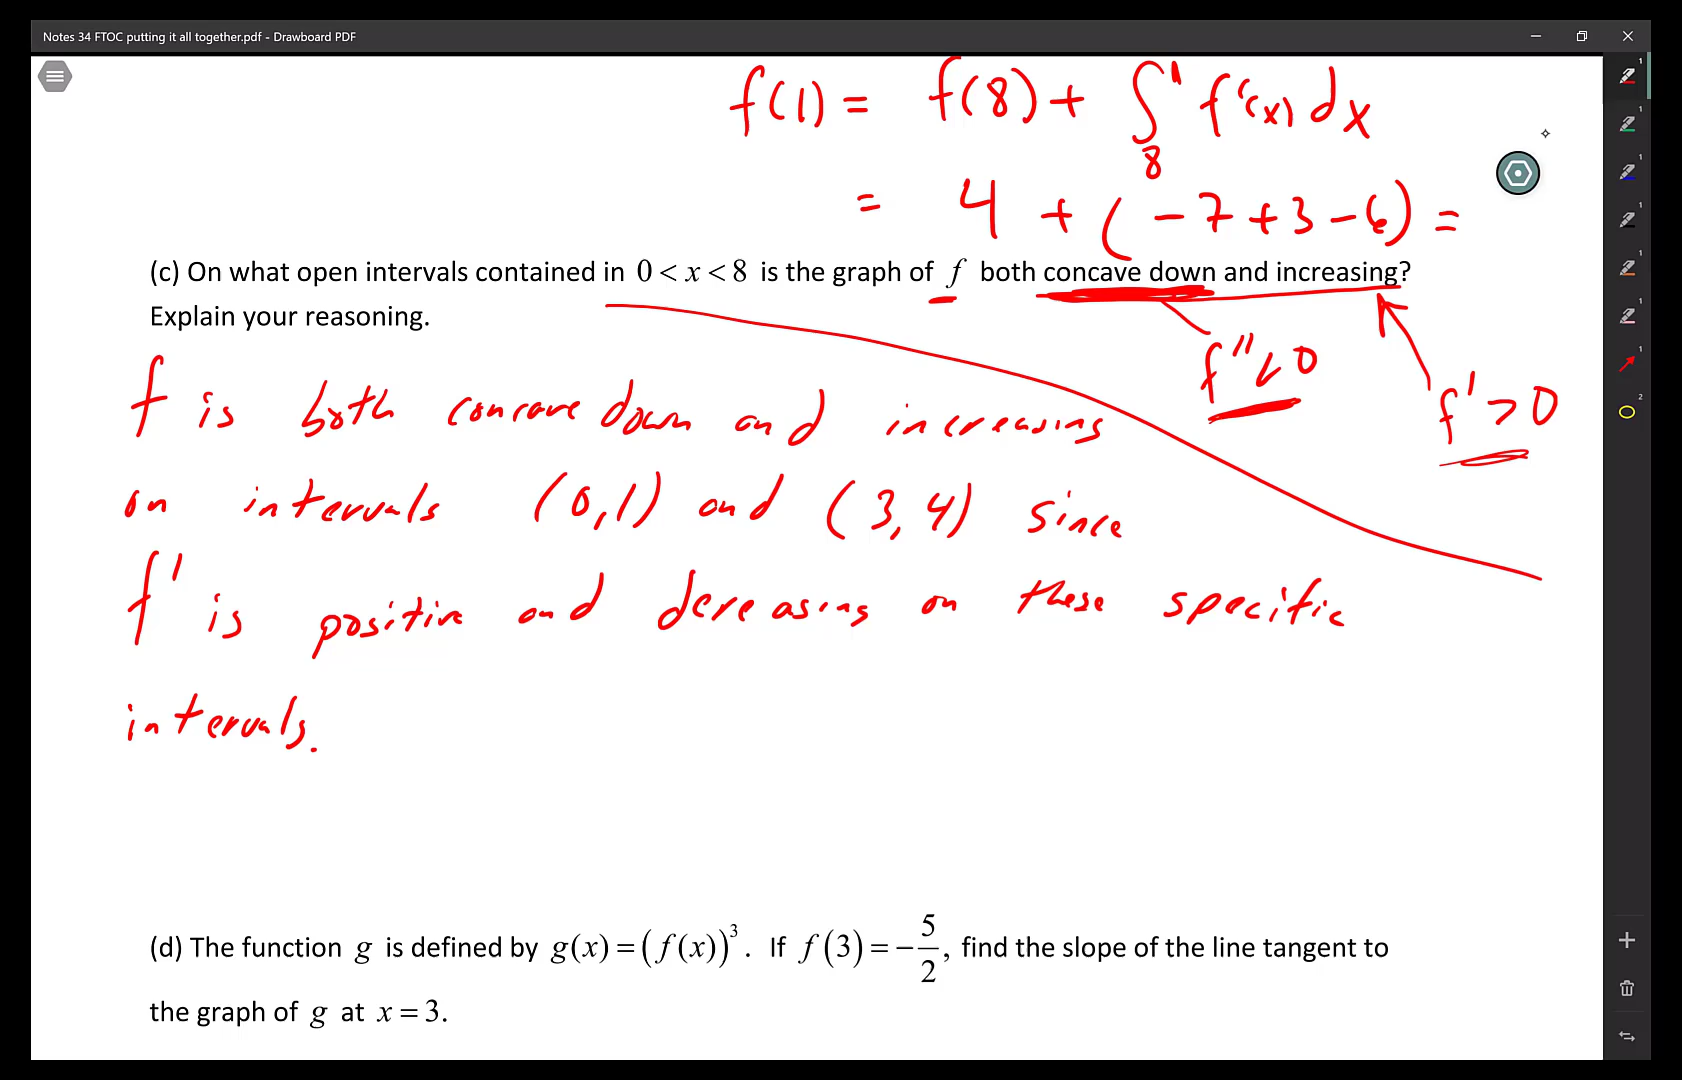 Notes 34 FTOC putting it all together.pdf - Drawboard PDF
f(1) = f(8) + ∫₈¹ f'(x) dx
= 4 + (-7+3-6) =
(c) On what open intervals contained in 0 < x < 8 is the graph of f both concave down and increasing?
Explain your reasoning.
f'' < 0
f' > 0
f is both concave down and increasing
on intervals (0,1) and (3,4) since
f' is positive and decreasing on these specific
intervals.
(d) The function g is defined by g(x) = (f(x))³. If f(3) = -5/2, find the slope of the line tangent to
the graph of g at x = 3.